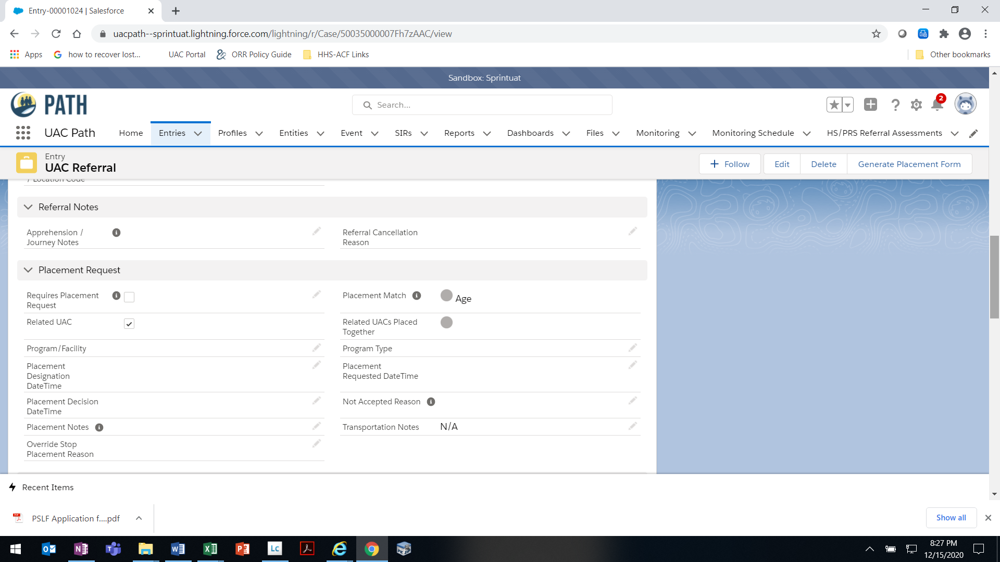 Entry-00001024 | Salesforce
uacpath--sprintuat.lightning.force.com/lightning/r/Case/50035000007Fh7zAAC/view
Apps how to recover lost... UAC Portal ORR Policy Guide HHS-ACF Links Other bookmarks
Sandbox: Sprintuat
PATH Search... 2
UAC Path Home Entries Profiles Entities Event SIRs Reports Dashboards Files Monitoring Monitoring Schedule HS/PRS Referral Assessments
Entry
UAC Referral
Follow Edit Delete Generate Placement Form
/ Location Code
Referral Notes
Apprehension /
Journey Notes
Referral Cancellation
Reason
Placement Request
Requires Placement
Request
Placement Match Age
Related UAC
Related UACs Placed
Together
Program/Facility
Program Type
Placement
Designation
DateTime
Placement
Requested DateTime
Placement Decision
DateTime
Not Accepted Reason
Placement Notes
Transportation Notes N/A
Override Stop
Placement Reason
Recent Items
PSLF Application f....pdf
Show all
Lc
8:27 PM
12/15/2020